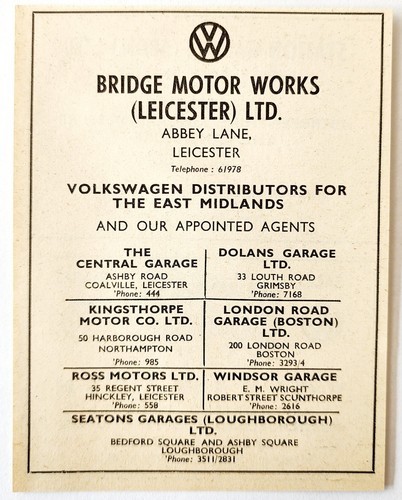 BRIDGE MOTOR WORKS
(LEICESTER) LTD.
ABBEY LANE,
LEICESTER
Telephone : 61978
VOLKSWAGEN DISTRIBUTORS FOR
THE EAST MIDLANDS
AND OUR APPOINTED AGENTS
THE
CENTRAL GARAGE
ASHBY ROAD
COALVILLE, LEICESTER
'Phone: 444
DOLANS GARAGE
LTD.
33 LOUTH ROAD
GRIMSBY
'Phone: 7168
KINGSTHORPE
MOTOR CO. LTD.
50 HARBOROUGH ROAD
NORTHAMPTON
'Phone: 985
LONDON ROAD
GARAGE (BOSTON)
LTD.
200 LONDON ROAD
BOSTON
'Phone: 3293/4
ROSS MOTORS LTD.
35 REGENT STREET
HINCKLEY, LEICESTER
'Phone: 558
WINDSOR GARAGE
E. M. WRIGHT
ROBERT STREET SCUNTHORPE
'Phone: 2616
SEATONS GARAGES (LOUGHBOROUGH)
LTD.
BEDFORD SQUARE AND ASHBY SQUARE
LOUGHBOROUGH
'Phone: 3511/2831